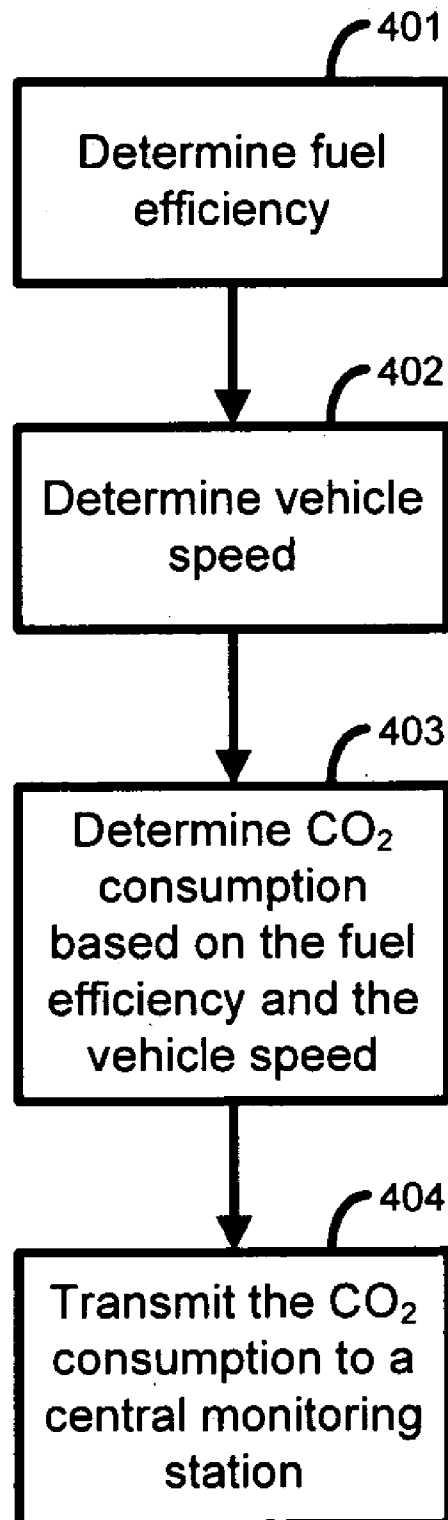 401
Determine fuel
efficiency
402
Determine vehicle
speed
403
Determine CO₂
consumption
based on the fuel
efficiency and the
vehicle speed
404
Transmit the CO₂
consumption to a
central monitoring
station